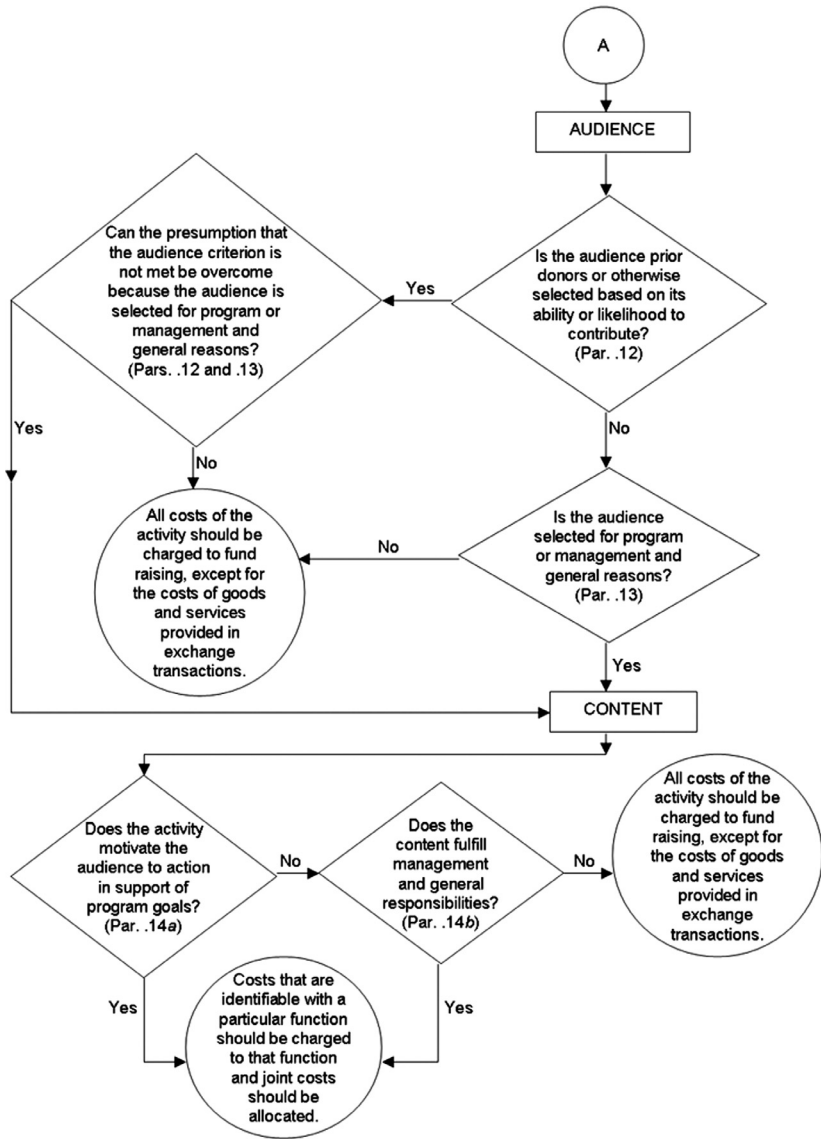 A
AUDIENCE
Is the audience prior
donors or otherwise
selected based on its
ability or likelihood to
contribute?
(Par. .12)
Yes
Can the presumption that
the audience criterion is
not met be overcome
because the audience is
selected for program or
management and
general reasons?
(Pars. .12 and .13)
Yes
No
No
All costs of the
activity should be
charged to fund
raising, except for
the costs of goods
and services
provided in
exchange
transactions.
No
Is the audience
selected for program
or management and
general reasons?
(Par. .13)
Yes
CONTENT
Does the activity
motivate the
audience to action
in support of
program goals?
(Par. .14a)
No
Does the
content fulfill
management
and general
responsibilities?
(Par. .14b)
No
All costs of the
activity should be
charged to fund
raising, except for
the costs of goods
and services
provided in
exchange
transactions.
Yes
Costs that are
identifiable with a
particular function
should be charged
to that function
and joint costs
should be
allocated.
Yes